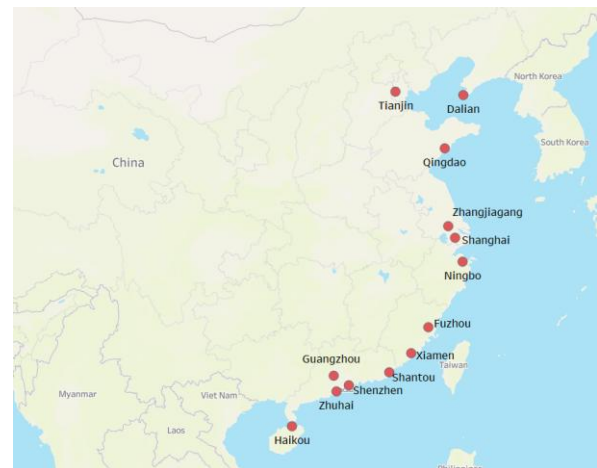 North Korea
Tianjin
Dalian
South Korea
Qingdao
China
Zhangjiagang
Shanghai
Ningbo
Fuzhou
Xiamen
Taiwan
Guangzhou
Shantou
Shenzhen
Zhuhai
Myanmar
Viet Nam
Laos
Haikou
Philippines